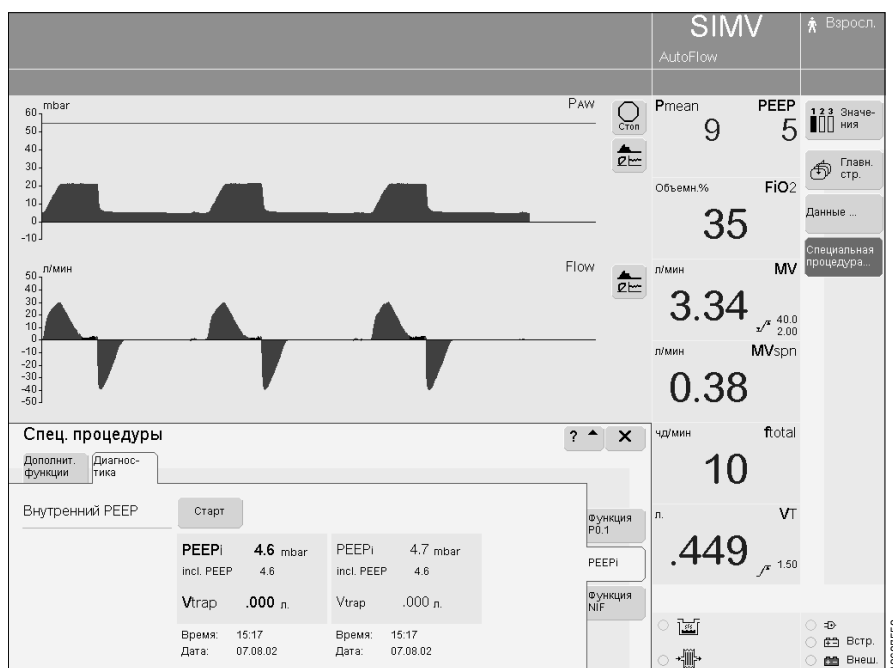 SIMV
AutoFlow
Взросл.
mbar
Paw
60
50
40
30
20
10
0
-10
Стоп
Pmean
PEEP
9
5
1 2 3
Значе-
ния
Главн.
стр.
Объемн.%
FiO2
35
Данные ...
Специальная
процедура...
л/мин
Flow
50
40
30
20
10
0
-10
-20
-30
-40
-50
л/мин
MV
3.34
40.0
2.00
л/мин
MVspn
0.38
Спец. процедуры
?
Дополнит.
функции
Диагнос-
тика
чд/мин
ftotal
10
Внутренний PEEP
Старт
PEEPi 4.6 mbar
incl. PEEP 4.6
Vtrap .000 л.
Время: 15:17
Дата: 07.08.02
PEEPi 4.7 mbar
incl. PEEP 4.6
Vtrap .000 л.
Время: 15:17
Дата: 07.08.02
Функция
P0.1
PEEPi
Функция
NIF
л.
VT
.449
1.50
Встр.
Внеш.